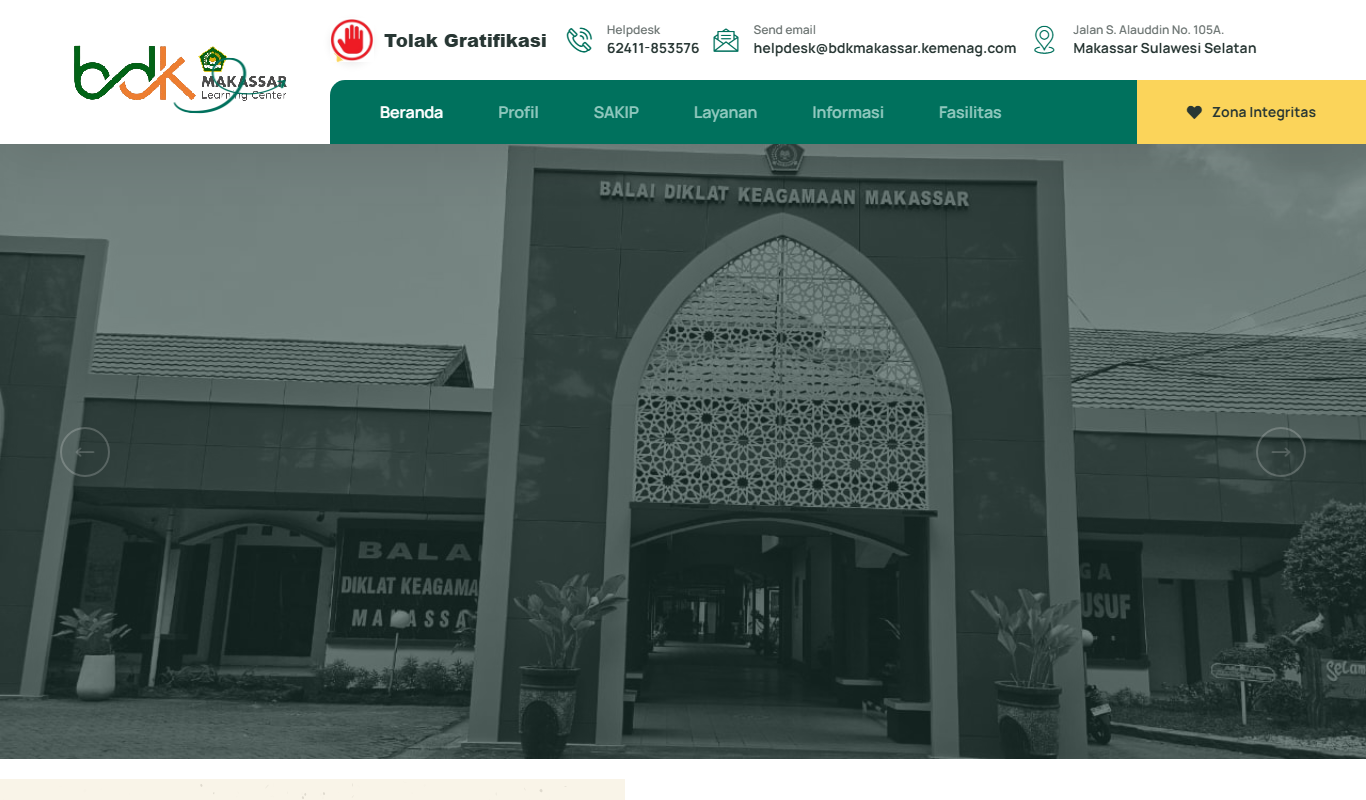 bdk
MAKASSAR
Learning Center
Tolak Gratifikasi
Helpdesk
62411-853576
Send email
helpdesk@bdkmakassar.kemenag.com
Jalan S. Alauddin No. 105A.
Makassar Sulawesi Selatan
Beranda
Profil
SAKIP
Layanan
Informasi
Fasilitas
Zona Integritas
BALAI DIKLAT KEAGAMAAN MAKASSAR
BALA
DIKLAT KEAGAMA
MAKASSA
GA
USUF
Selam